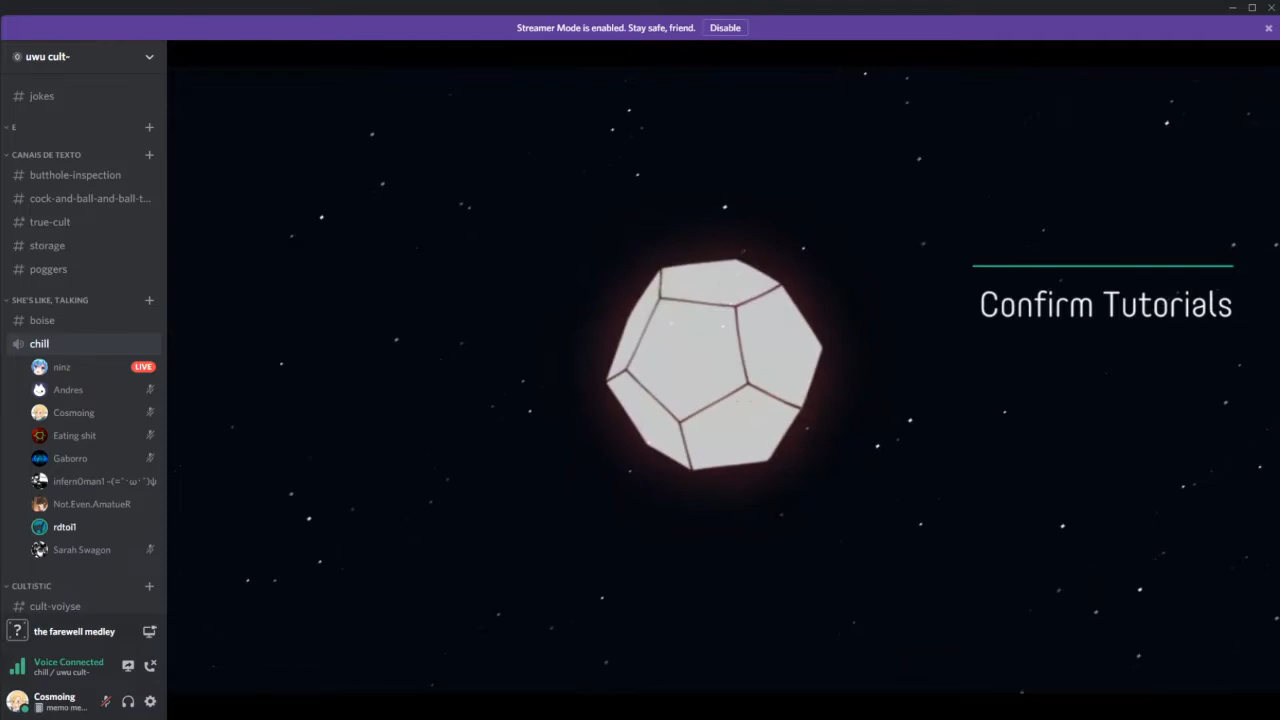 Streamer Mode is enabled. Stay safe, friend.
Disable
uwu cult~
jokes
E
CANAIS DE TEXTO
butthole-inspection
cock-and-ball-and-ball-t...
true-cult
storage
poggers
SHE'S LIKE, TALKING
boise
chill
ninz
LIVE
Andres
Cosmoing
Eating shit
Gaborro
infern0man1
Not.Even.AmatueR
rdtoi1
Sarah Swagon
CULTISTIC
cult-voiyse
?
the farewell medley
Voice Connected
chill / uwu cult~
Cosmoing
memo me...
Confirm Tutorials